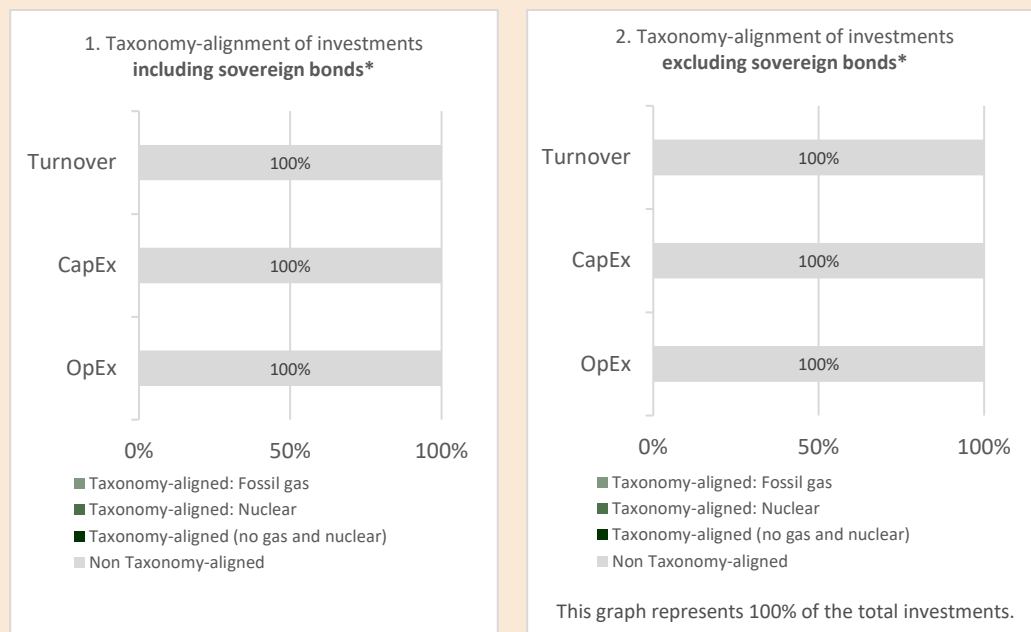 1. Taxonomy-alignment of investments
including sovereign bonds*
Turnover
100%
CapEx
100%
OpEx
100%
0%
50%
100%
Taxonomy-aligned: Fossil gas
Taxonomy-aligned: Nuclear
Taxonomy-aligned (no gas and nuclear)
Non Taxonomy-aligned
2. Taxonomy-alignment of investments
excluding sovereign bonds*
Turnover
100%
CapEx
100%
OpEx
100%
0%
50%
100%
Taxonomy-aligned: Fossil gas
Taxonomy-aligned: Nuclear
Taxonomy-aligned (no gas and nuclear)
Non Taxonomy-aligned
This graph represents 100% of the total investments.